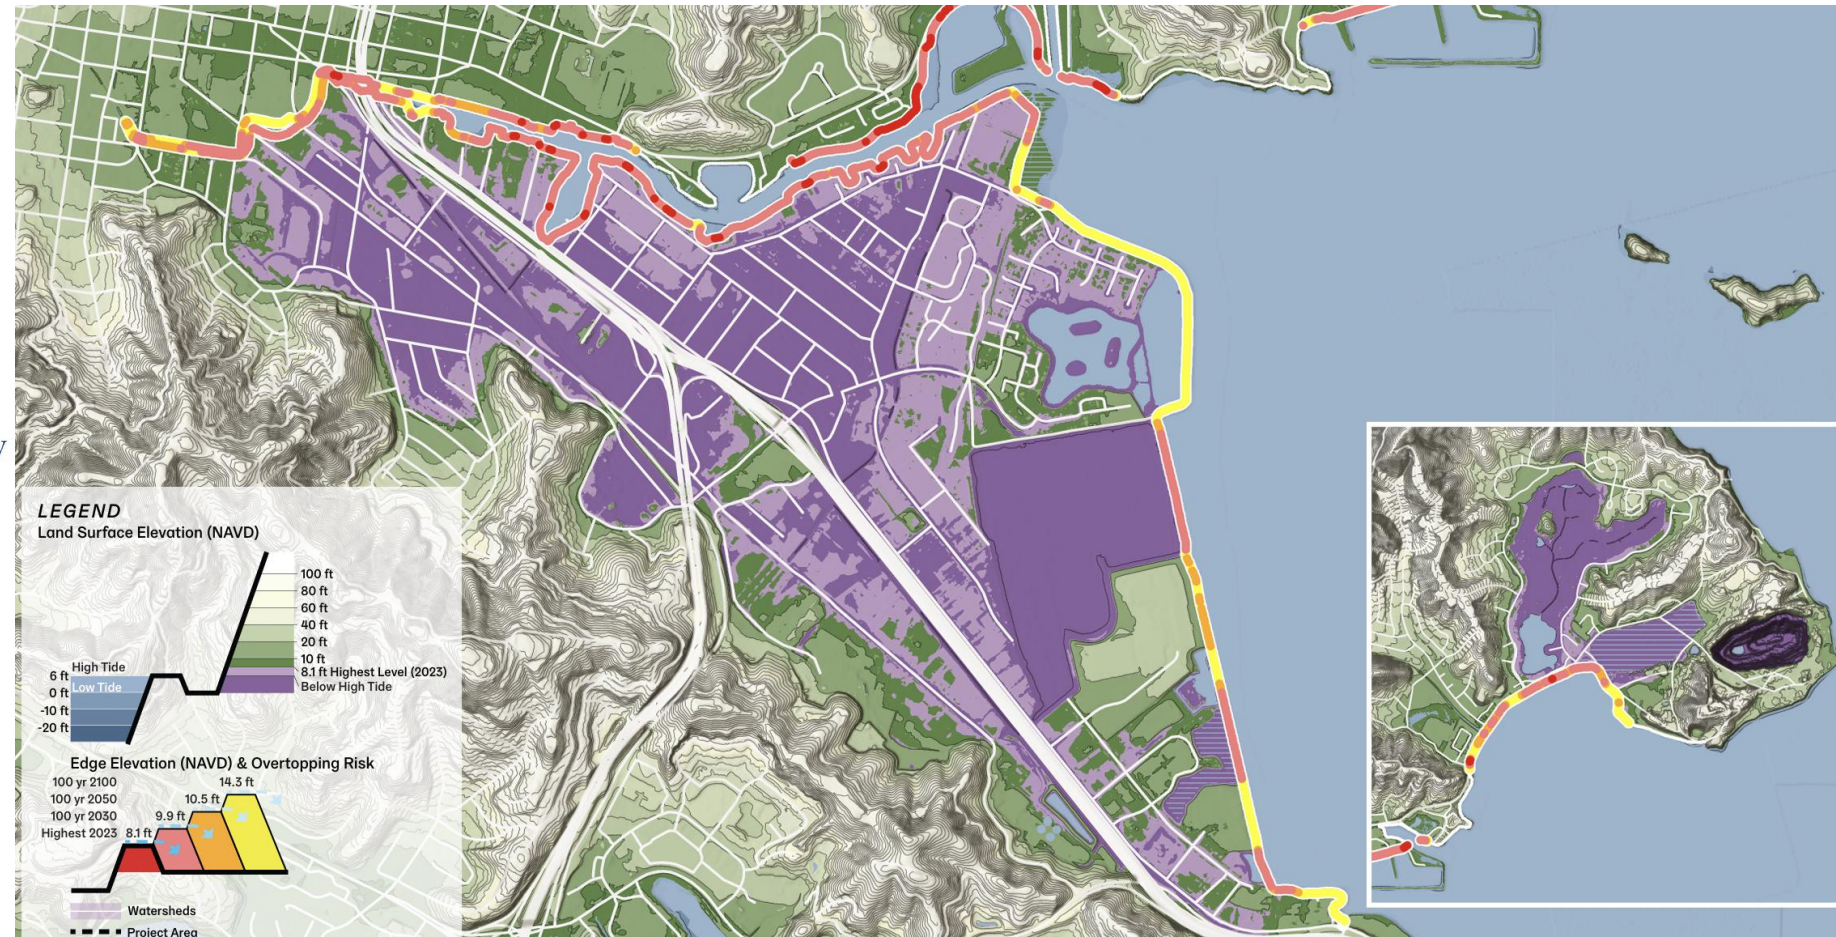 y
LEGEND
Land Surface Elevation (NAVD)
100 ft
80 ft
60 ft
40 ft
20 ft
10 ft
8.1 ft Highest Level (2023)
Below High Tide
High Tide
6 ft
Low Tide
0 ft
-10 ft
-20 ft
Edge Elevation (NAVD) & Overtopping Risk
100 yr 2100
14.3 ft
100 yr 2050
10.5 ft
100 yr 2030
9.9 ft
Highest 2023
8.1 ft
Watersheds
Project Area